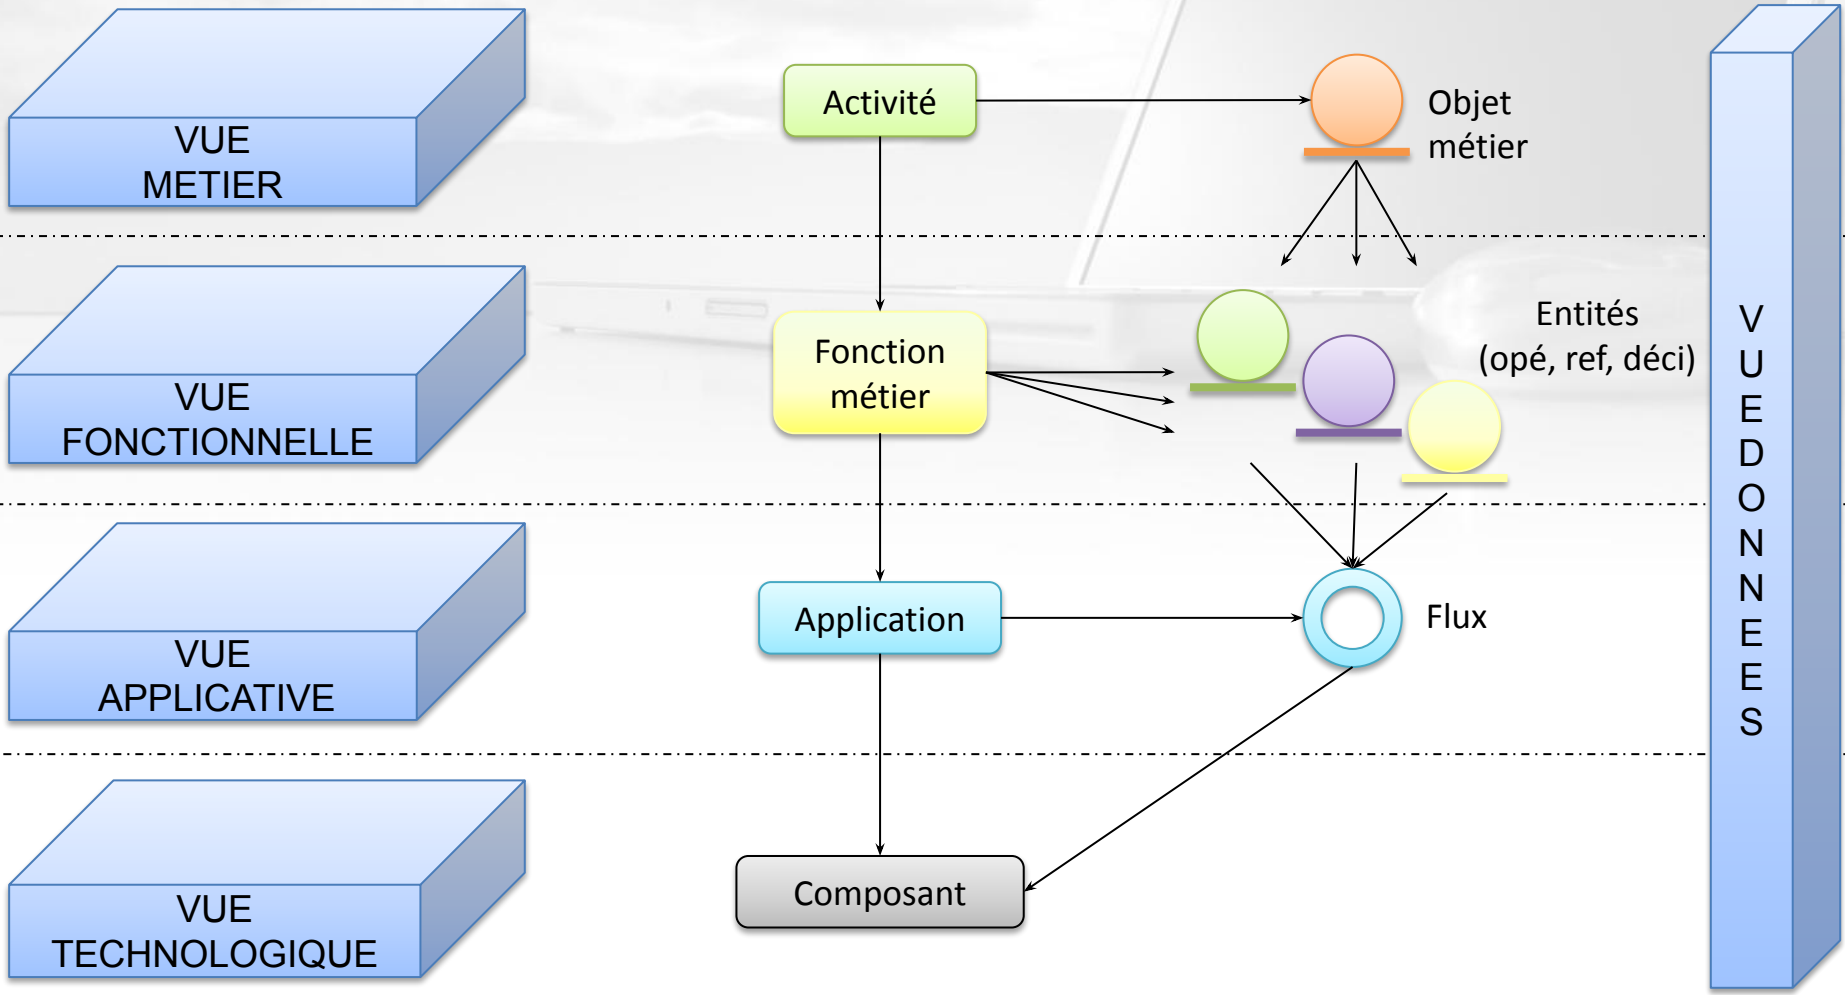 VUE
METIER
Activité
Objet
métier
VUE
FONCTIONNELLE
Fonction
métier
Entités
(opé, ref, déci)
VUE
APPLICATIVE
Application
Flux
VUE
TECHNOLOGIQUE
Composant
V
U
E
D
O
N
N
E
E
S